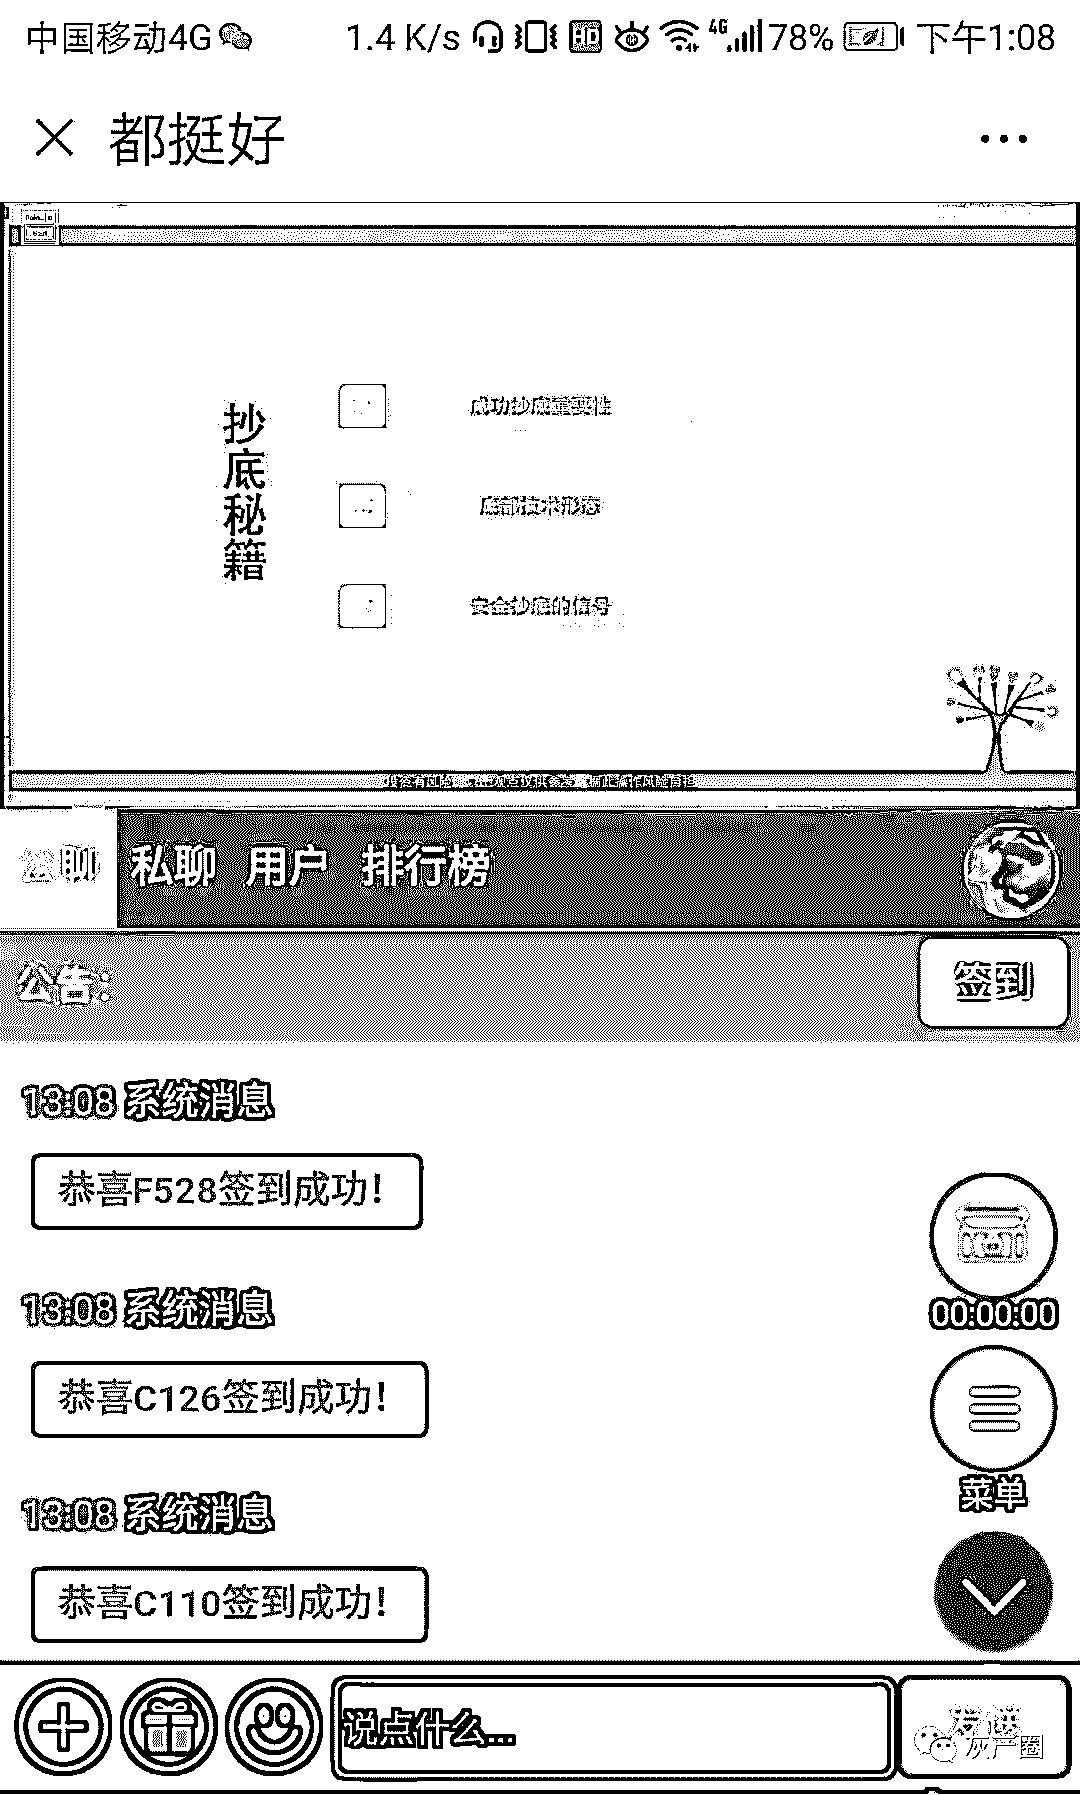 中国移动4G 1.4 K/s HD 4G 78% 下午1:08
都挺好
抄底秘籍
成功抄底重要性
底部技术形态
安全抄底的信号
聊 私聊 用户 排行榜
公告:
签到
13:08 系统消息
恭喜F528签到成功!
13:08 系统消息
恭喜C126签到成功!
00:00:00
菜单
13:08 系统消息
恭喜C110签到成功!
说点什么...
发送
灰产圈